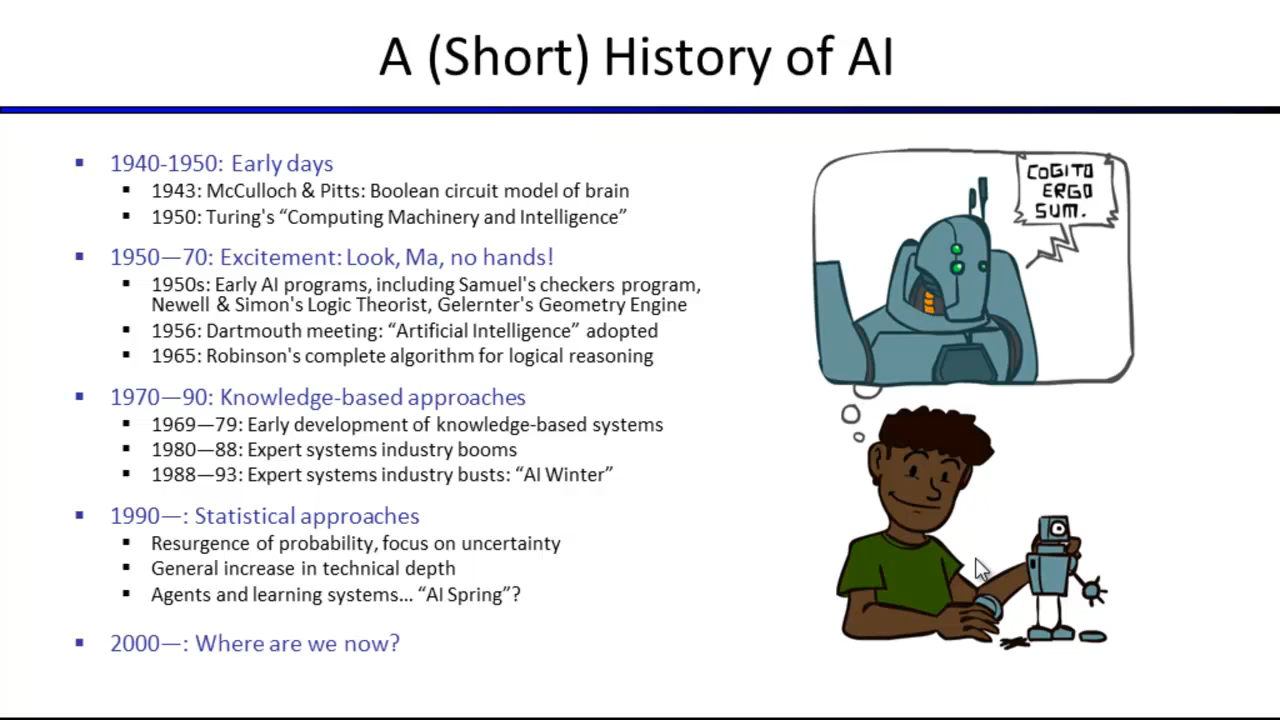 A (Short) History of AI
▪ 1940-1950: Early days
▪ 1943: McCulloch & Pitts: Boolean circuit model of brain
▪ 1950: Turing's “Computing Machinery and Intelligence”
▪ 1950—70: Excitement: Look, Ma, no hands!
▪ 1950s: Early AI programs, including Samuel's checkers program,
Newell & Simon's Logic Theorist, Gelernter's Geometry Engine
▪ 1956: Dartmouth meeting: “Artificial Intelligence” adopted
▪ 1965: Robinson's complete algorithm for logical reasoning
▪ 1970—90: Knowledge-based approaches
▪ 1969—79: Early development of knowledge-based systems
▪ 1980—88: Expert systems industry booms
▪ 1988—93: Expert systems industry busts: “AI Winter”
▪ 1990—: Statistical approaches
▪ Resurgence of probability, focus on uncertainty
▪ General increase in technical depth
▪ Agents and learning systems… “AI Spring”?
▪ 2000—: Where are we now?
COGITO
ERGO
SUM.